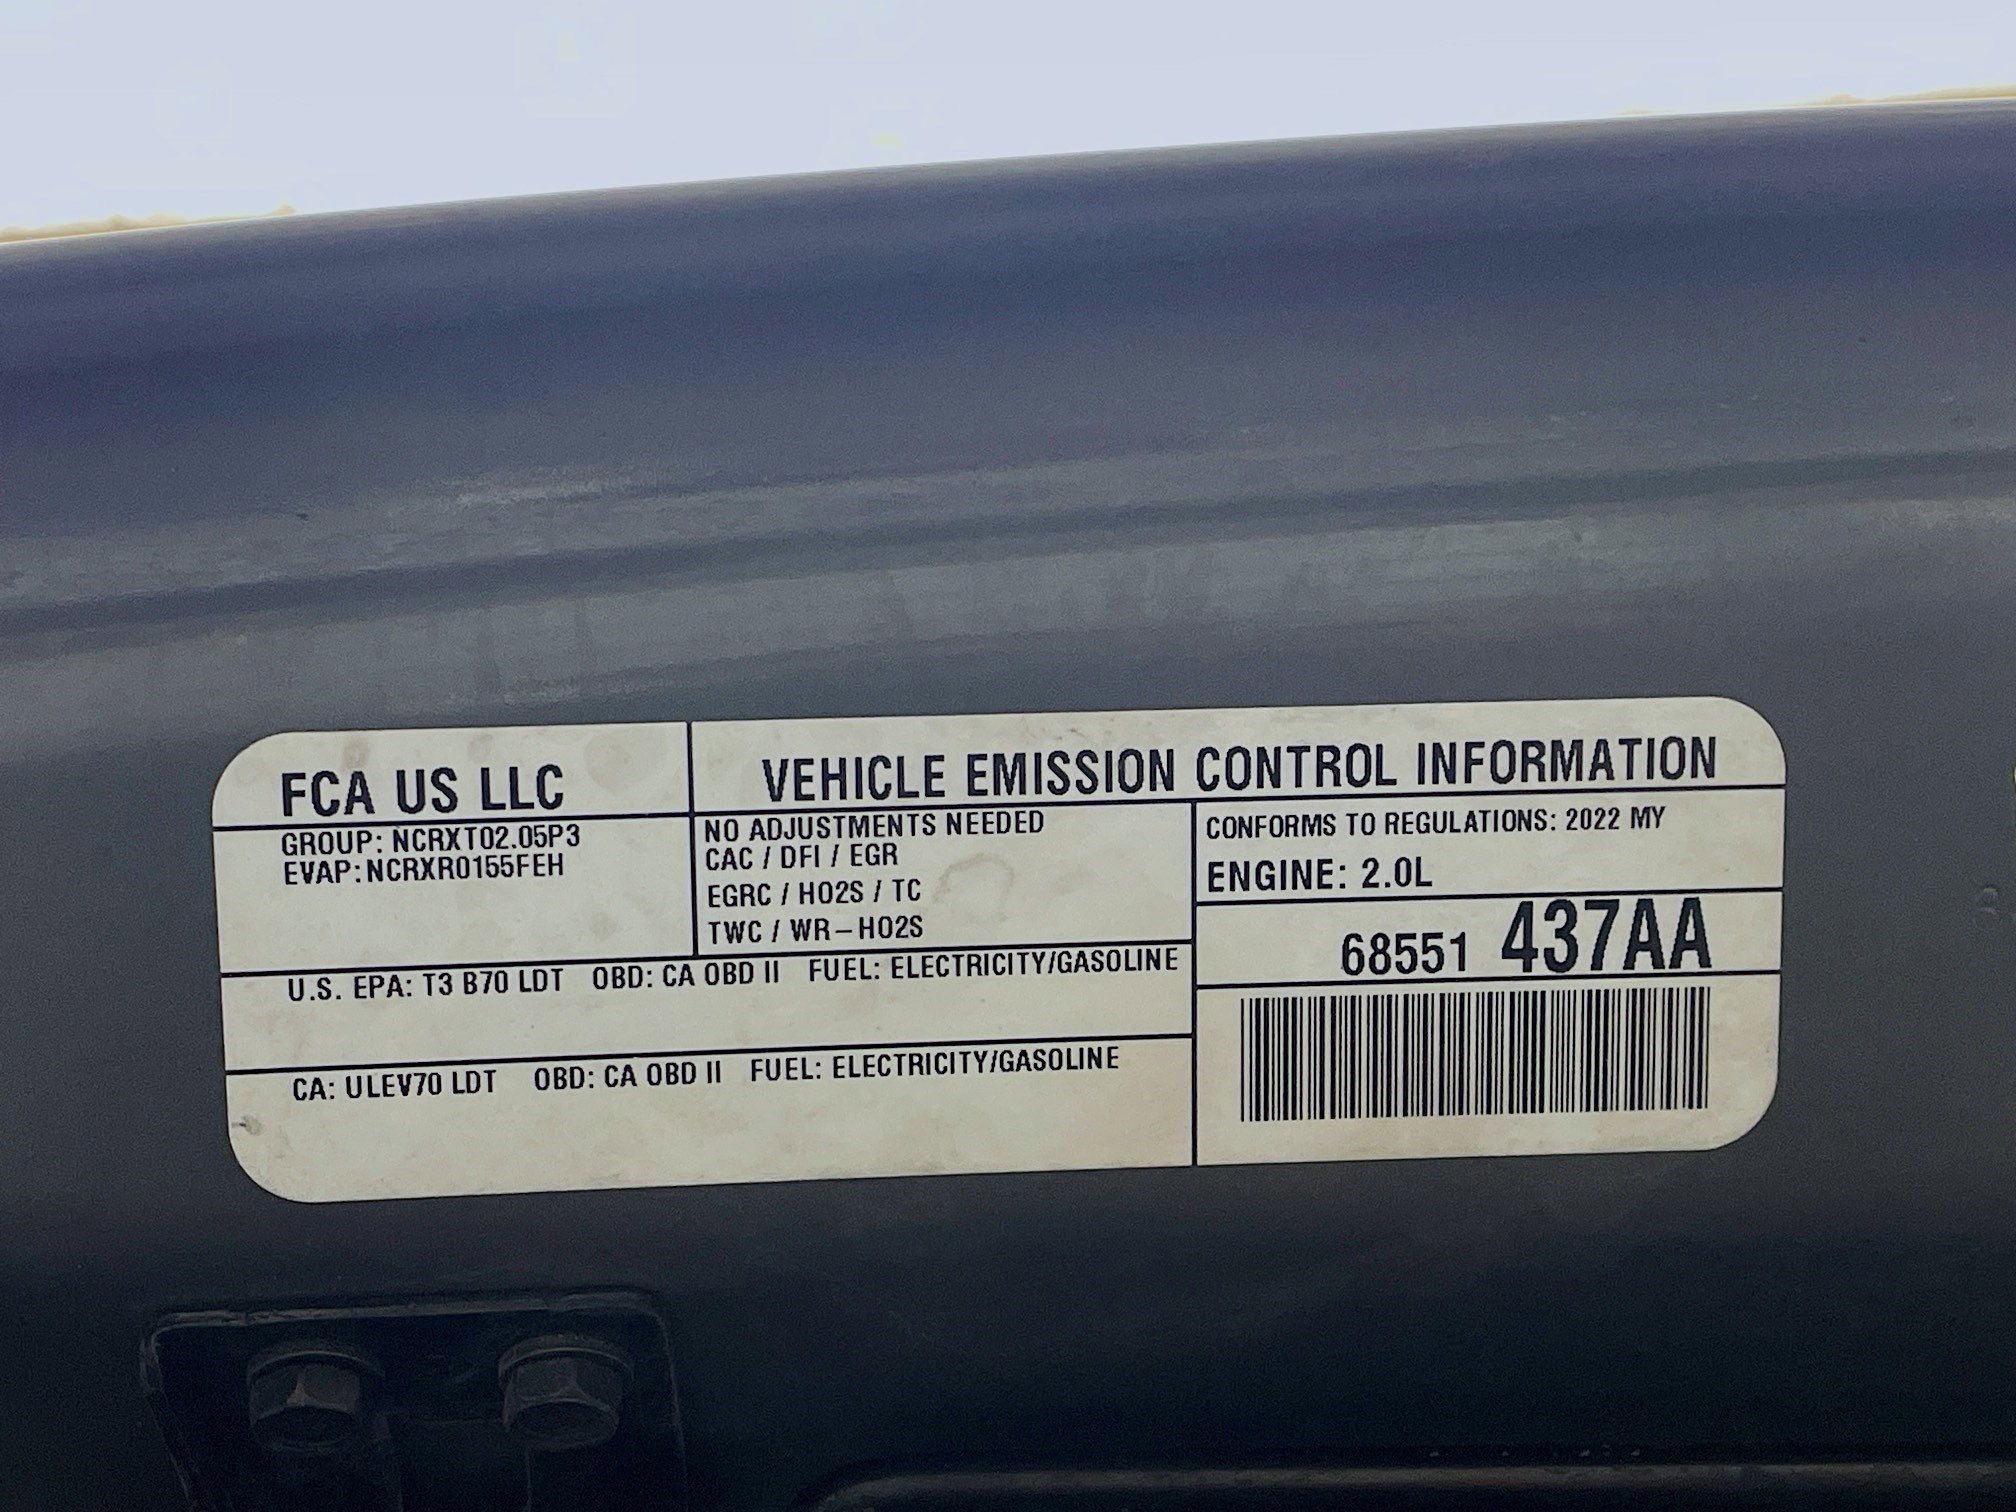 FCA US LLC
VEHICLE EMISSION CONTROL INFORMATION
GROUP: NCRXT02.05P3
EVAP:NCRXR0155FEH
NO ADJUSTMENTS NEEDED
CAC / DFI / EGR
EGRC / HO2S / TC
TWC / WR–HO2S
CONFORMS TO REGULATIONS: 2022 MY
ENGINE: 2.0L
68551 437AA
U.S. EPA: T3 B70 LDT OBD: CA OBD II FUEL: ELECTRICITY/GASOLINE
CA: ULEV70 LDT OBD: CA OBD II FUEL: ELECTRICITY/GASOLINE